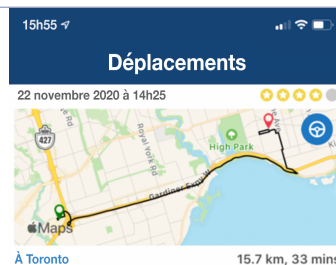 15h55
Déplacements
22 novembre 2020 à 14h25
427
Royal York Rd
High Park
Gardiner Expy W
Maps
À Toronto
15.7 km, 33 mins